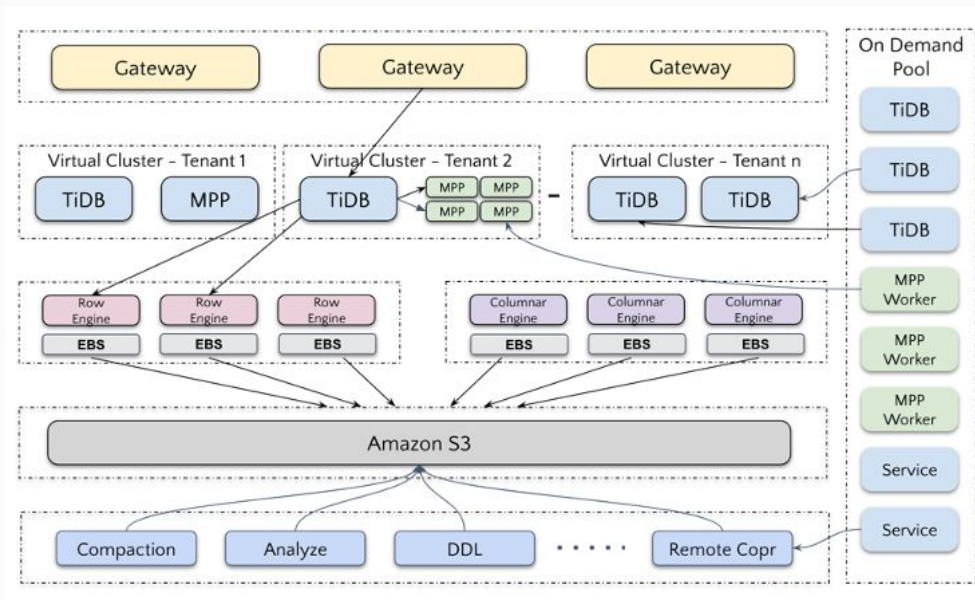 Gateway
Gateway
Gateway
On Demand
Pool
TiDB
TiDB
TiDB
MPP
Worker
MPP
Worker
MPP
Worker
Service
Service
Virtual Cluster - Tenant 1
TiDB
MPP
Virtual Cluster - Tenant 2
TiDB
MPP
MPP
MPP
MPP
Virtual Cluster - Tenant n
TiDB
TiDB
Row
Engine
EBS
Row
Engine
EBS
Row
Engine
EBS
Columnar
Engine
EBS
Columnar
Engine
EBS
Columnar
Engine
EBS
Amazon S3
Compaction
Analyze
DDL
Remote Copr